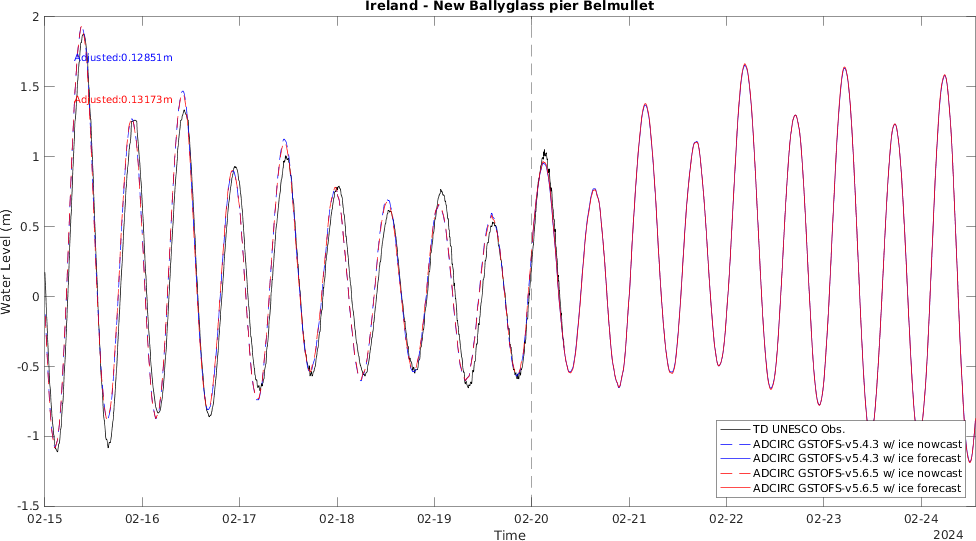 Ireland - New Ballyglass pier Belmullet
Adjusted:0.12851m
Adjusted:0.13173m
Water Level (m)
2
1.5
1
0.5
0
-0.5
-1
-1.5
02-15
02-16
02-17
02-18
02-19
02-20
02-21
02-22
02-23
02-24
Time
2024
TD UNESCO Obs.
ADCIRC GSTOFS-v5.4.3 w/ ice nowcast
ADCIRC GSTOFS-v5.4.3 w/ ice forecast
ADCIRC GSTOFS-v5.6.5 w/ ice nowcast
ADCIRC GSTOFS-v5.6.5 w/ ice forecast